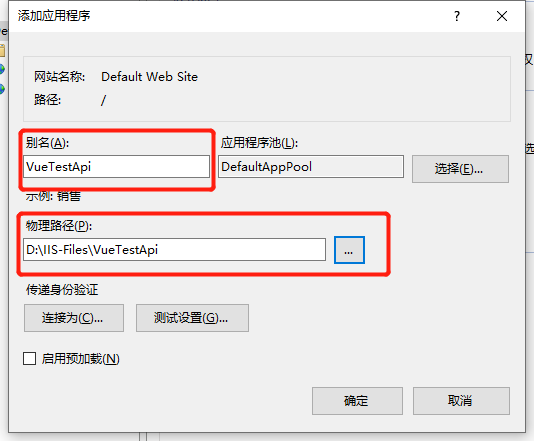 添加应用程序
?
网站名称: Default Web Site
路径: /
别名(A): 应用程序池(L):
VueTestApi DefaultAppPool 选择(E)...
示例: 销售
物理路径(P):
D:\IIS-Files\VueTestApi ...
传递身份验证
连接为(C)... 测试设置(G)...
启用预加载(N)
确定 取消